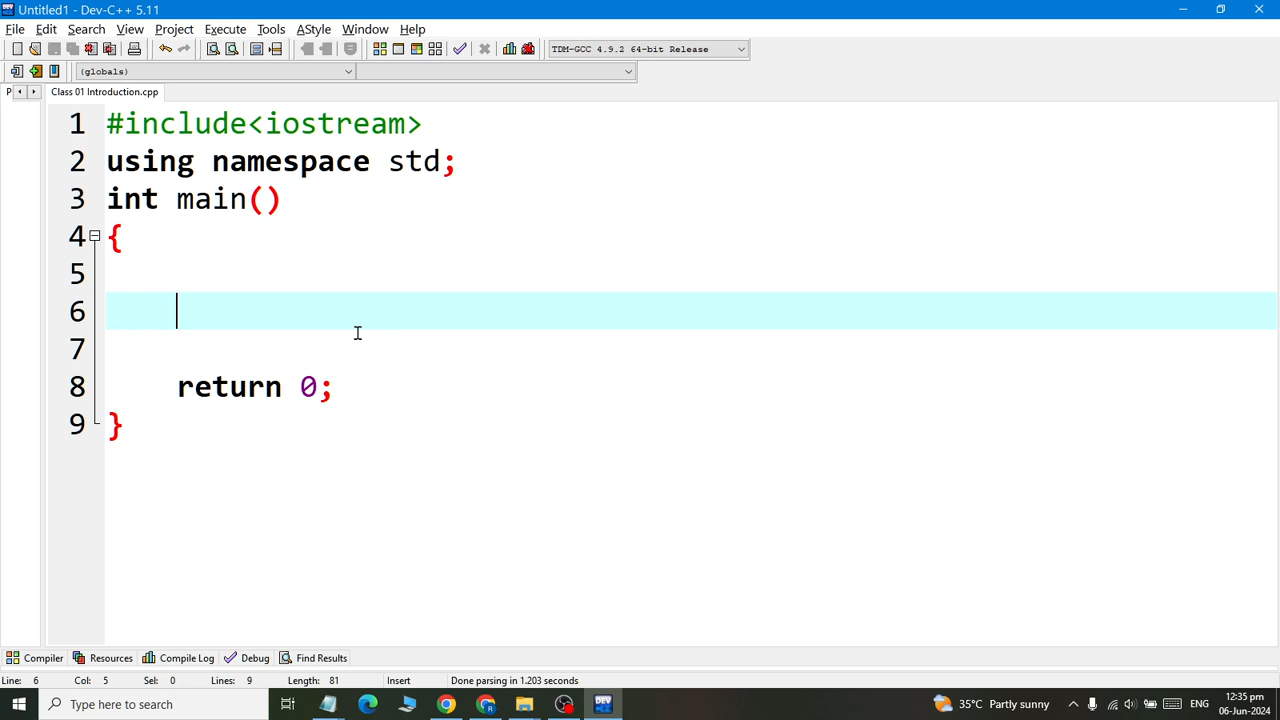 Untitled1 - Dev-C++ 5.11
File Edit Search View Project Execute Tools AStyle Window Help
TDM-GCC 4.9.2 64-bit Release
(globals)
P Class 01 Introduction.cpp
1 #include<iostream>
2 using namespace std;
3 int main()
4 {
5
6
7
8 return 0;
9 }
Compiler Resources Compile Log Debug Find Results
Line: 6 Col: 5 Sel: 0 Lines: 9 Length: 81 Insert Done parsing in 1.203 seconds
Type here to search DEV 35°C Partly sunny ENG 12:35 pm
06-Jun-2024